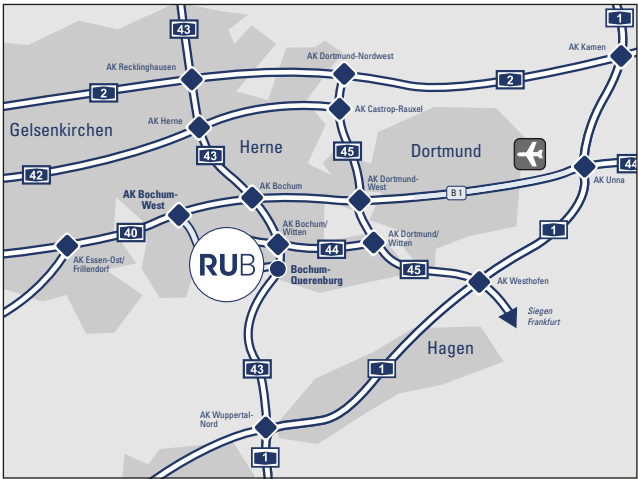 1
43
AK Kamen
AK Dortmund-Nordwest
AK Recklinghausen
2
2
AK Castrop-Rauxel
Gelsenkirchen
AK Herne
Herne
Dortmund
43
45
42
44
AK Dortmund-
West
AK Unna
AK Bochum
B 1
AK Bochum-
West
AK Bochum/
Witten
40
1
AK Dortmund/
Witten
44
AK Essen-Ost/
Frillendorf
RUB
Bochum-
Querenburg
45
AK Westhofen
Siegen
Frankfurt
Hagen
43
1
AK Wuppertal-
Nord
1